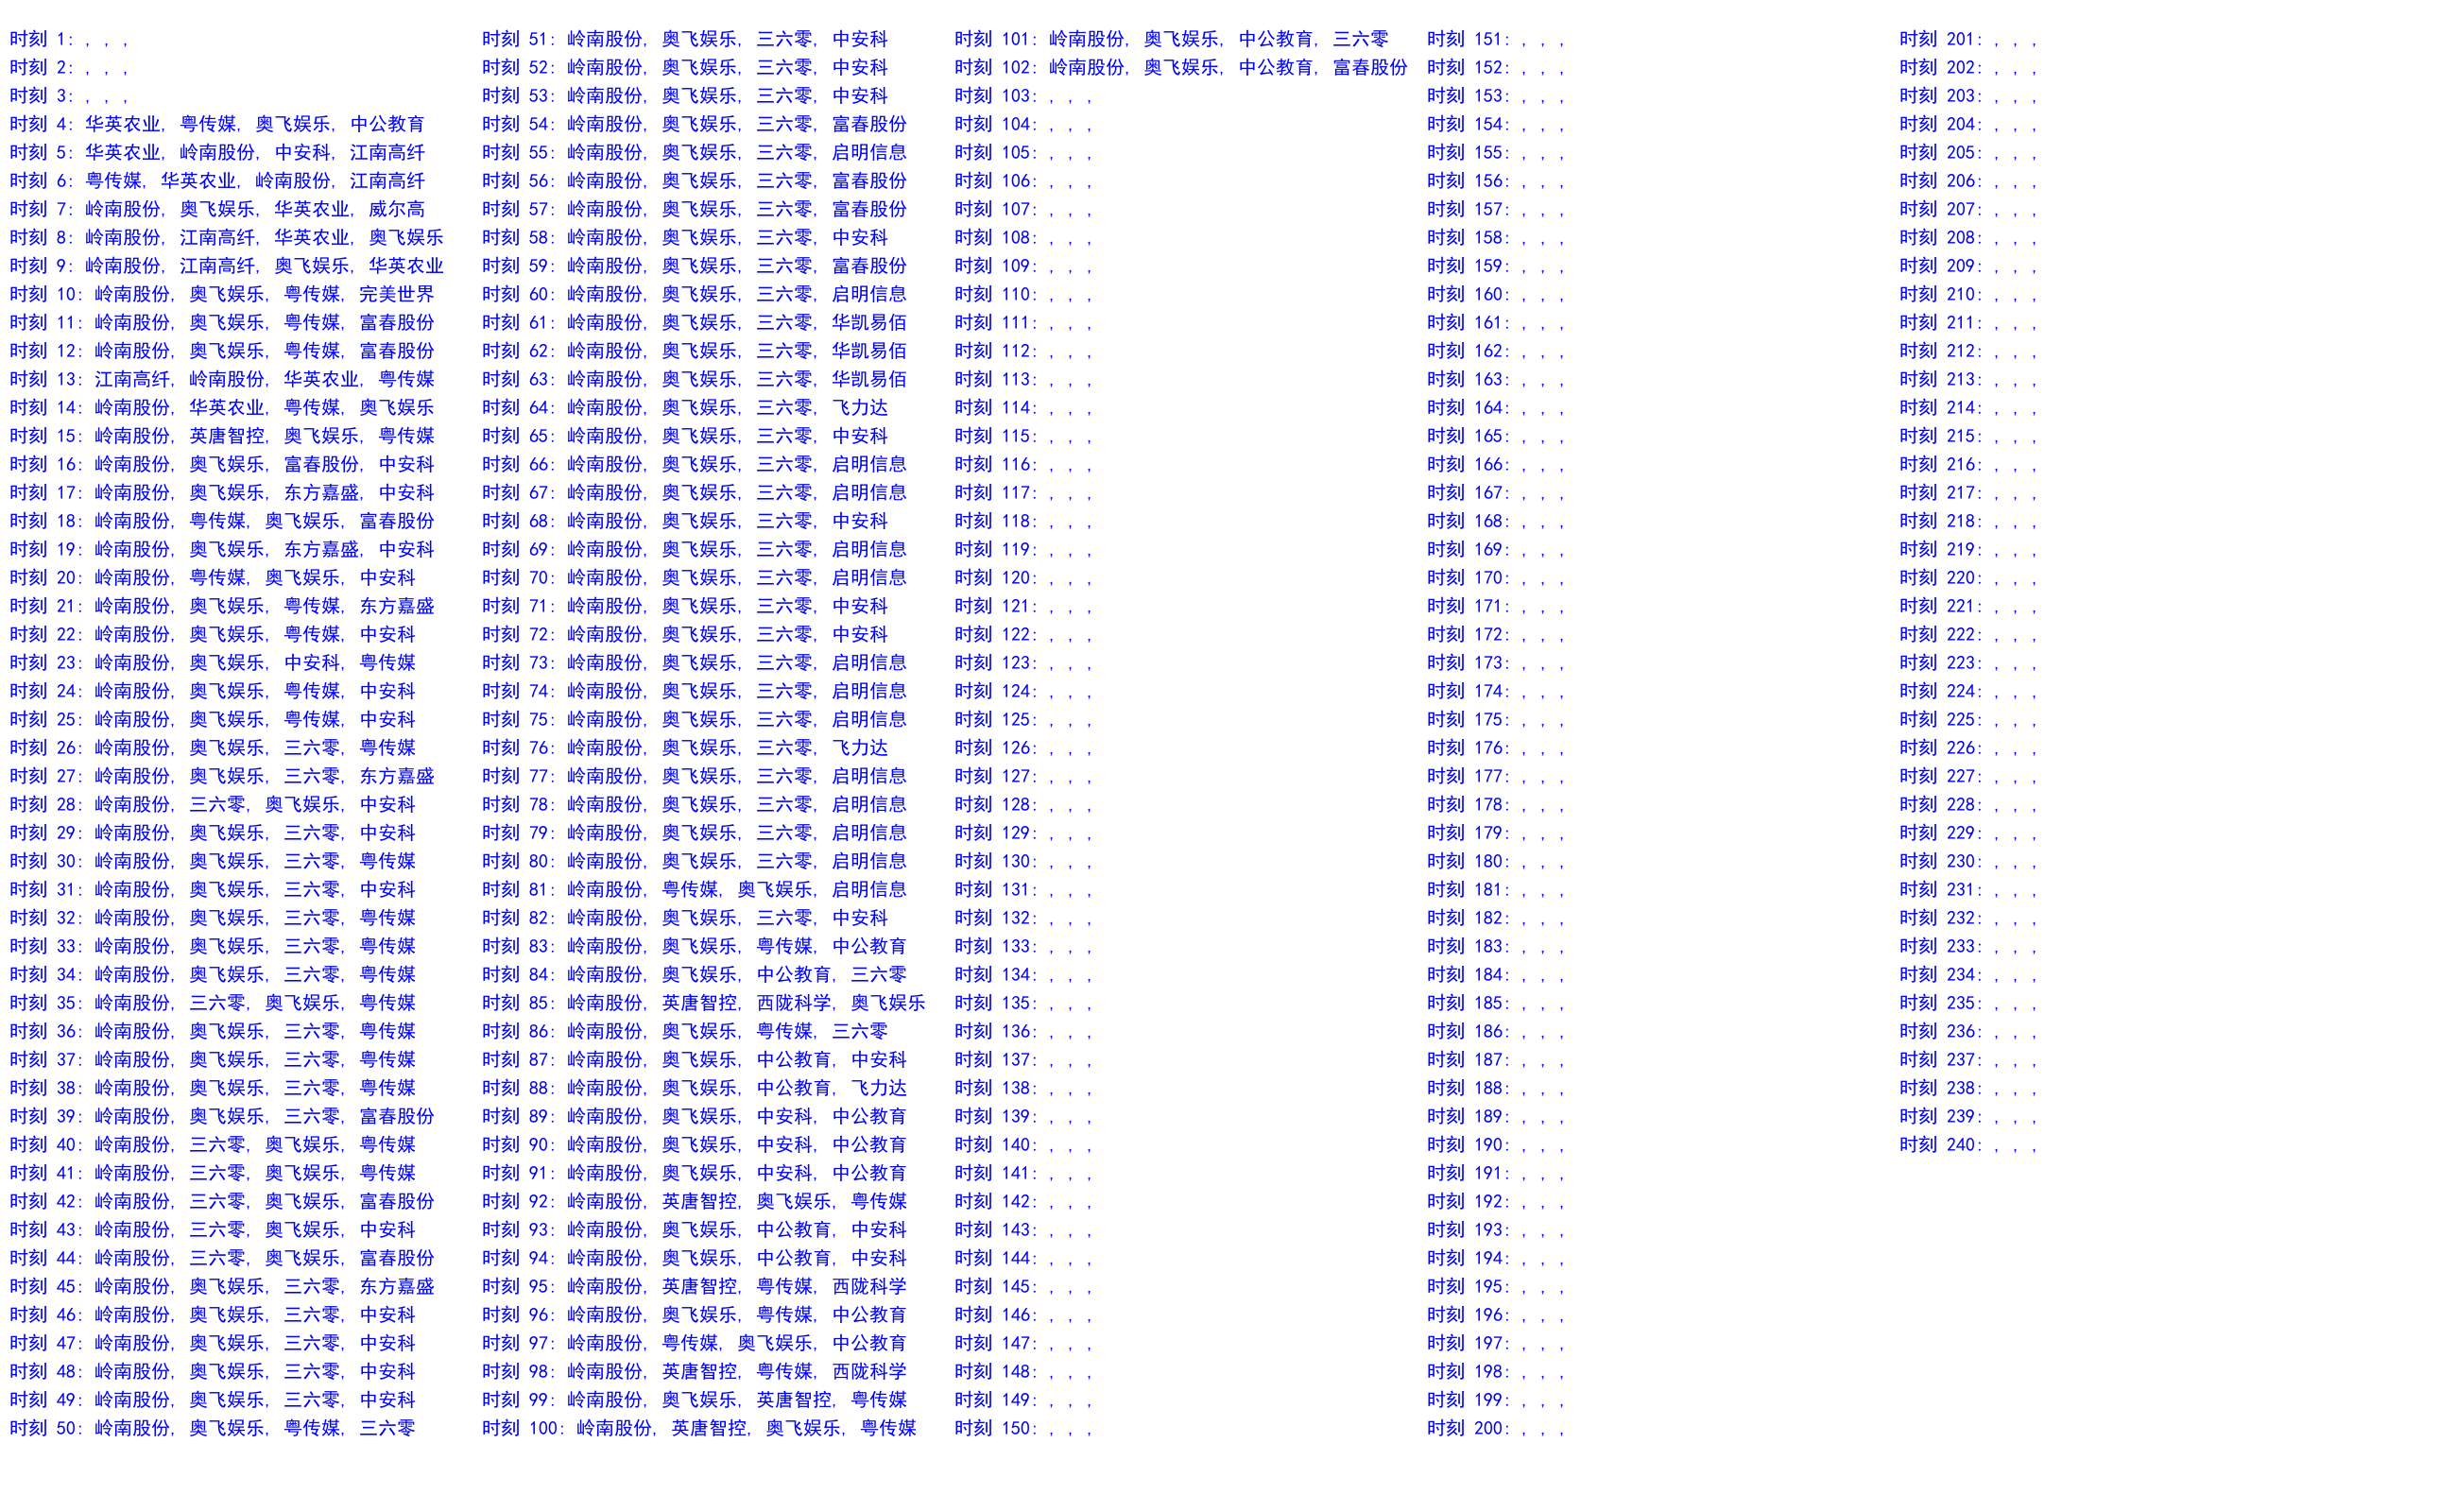 时刻 1: , , ,
时刻 2: , , ,
时刻 3: , , ,
时刻 4: 华英农业, 粤传媒, 奥飞娱乐, 中公教育
时刻 5: 华英农业, 岭南股份, 中安科, 江南高纤
时刻 6: 粤传媒, 华英农业, 岭南股份, 江南高纤
时刻 7: 岭南股份, 奥飞娱乐, 华英农业, 威尔高
时刻 8: 岭南股份, 江南高纤, 华英农业, 奥飞娱乐
时刻 9: 岭南股份, 江南高纤, 奥飞娱乐, 华英农业
时刻 10: 岭南股份, 奥飞娱乐, 粤传媒, 完美世界
时刻 11: 岭南股份, 奥飞娱乐, 粤传媒, 富春股份
时刻 12: 岭南股份, 奥飞娱乐, 粤传媒, 富春股份
时刻 13: 江南高纤, 岭南股份, 华英农业, 粤传媒
时刻 14: 岭南股份, 华英农业, 粤传媒, 奥飞娱乐
时刻 15: 岭南股份, 英唐智控, 奥飞娱乐, 粤传媒
时刻 16: 岭南股份, 奥飞娱乐, 富春股份, 中安科
时刻 17: 岭南股份, 奥飞娱乐, 东方嘉盛, 中安科
时刻 18: 岭南股份, 粤传媒, 奥飞娱乐, 富春股份
时刻 19: 岭南股份, 奥飞娱乐, 东方嘉盛, 中安科
时刻 20: 岭南股份, 粤传媒, 奥飞娱乐, 中安科
时刻 21: 岭南股份, 奥飞娱乐, 粤传媒, 东方嘉盛
时刻 22: 岭南股份, 奥飞娱乐, 粤传媒, 中安科
时刻 23: 岭南股份, 奥飞娱乐, 中安科, 粤传媒
时刻 24: 岭南股份, 奥飞娱乐, 粤传媒, 中安科
时刻 25: 岭南股份, 奥飞娱乐, 粤传媒, 中安科
时刻 26: 岭南股份, 奥飞娱乐, 三六零, 粤传媒
时刻 27: 岭南股份, 奥飞娱乐, 三六零, 东方嘉盛
时刻 28: 岭南股份, 三六零, 奥飞娱乐, 中安科
时刻 29: 岭南股份, 奥飞娱乐, 三六零, 中安科
时刻 30: 岭南股份, 奥飞娱乐, 三六零, 粤传媒
时刻 31: 岭南股份, 奥飞娱乐, 三六零, 中安科
时刻 32: 岭南股份, 奥飞娱乐, 三六零, 粤传媒
时刻 33: 岭南股份, 奥飞娱乐, 三六零, 粤传媒
时刻 34: 岭南股份, 奥飞娱乐, 三六零, 粤传媒
时刻 35: 岭南股份, 三六零, 奥飞娱乐, 粤传媒
时刻 36: 岭南股份, 奥飞娱乐, 三六零, 粤传媒
时刻 37: 岭南股份, 奥飞娱乐, 三六零, 粤传媒
时刻 38: 岭南股份, 奥飞娱乐, 三六零, 粤传媒
时刻 39: 岭南股份, 奥飞娱乐, 三六零, 富春股份
时刻 40: 岭南股份, 三六零, 奥飞娱乐, 粤传媒
时刻 41: 岭南股份, 三六零, 奥飞娱乐, 粤传媒
时刻 42: 岭南股份, 三六零, 奥飞娱乐, 富春股份
时刻 43: 岭南股份, 三六零, 奥飞娱乐, 中安科
时刻 44: 岭南股份, 三六零, 奥飞娱乐, 富春股份
时刻 45: 岭南股份, 奥飞娱乐, 三六零, 东方嘉盛
时刻 46: 岭南股份, 奥飞娱乐, 三六零, 中安科
时刻 47: 岭南股份, 奥飞娱乐, 三六零, 中安科
时刻 48: 岭南股份, 奥飞娱乐, 三六零, 中安科
时刻 49: 岭南股份, 奥飞娱乐, 三六零, 中安科
时刻 50: 岭南股份, 奥飞娱乐, 粤传媒, 三六零
时刻 51: 岭南股份, 奥飞娱乐, 三六零, 中安科
时刻 52: 岭南股份, 奥飞娱乐, 三六零, 中安科
时刻 53: 岭南股份, 奥飞娱乐, 三六零, 中安科
时刻 54: 岭南股份, 奥飞娱乐, 三六零, 富春股份
时刻 55: 岭南股份, 奥飞娱乐, 三六零, 启明信息
时刻 56: 岭南股份, 奥飞娱乐, 三六零, 富春股份
时刻 57: 岭南股份, 奥飞娱乐, 三六零, 富春股份
时刻 58: 岭南股份, 奥飞娱乐, 三六零, 中安科
时刻 59: 岭南股份, 奥飞娱乐, 三六零, 富春股份
时刻 60: 岭南股份, 奥飞娱乐, 三六零, 启明信息
时刻 61: 岭南股份, 奥飞娱乐, 三六零, 华凯易佰
时刻 62: 岭南股份, 奥飞娱乐, 三六零, 华凯易佰
时刻 63: 岭南股份, 奥飞娱乐, 三六零, 华凯易佰
时刻 64: 岭南股份, 奥飞娱乐, 三六零, 飞力达
时刻 65: 岭南股份, 奥飞娱乐, 三六零, 中安科
时刻 66: 岭南股份, 奥飞娱乐, 三六零, 启明信息
时刻 67: 岭南股份, 奥飞娱乐, 三六零, 启明信息
时刻 68: 岭南股份, 奥飞娱乐, 三六零, 中安科
时刻 69: 岭南股份, 奥飞娱乐, 三六零, 启明信息
时刻 70: 岭南股份, 奥飞娱乐, 三六零, 启明信息
时刻 71: 岭南股份, 奥飞娱乐, 三六零, 中安科
时刻 72: 岭南股份, 奥飞娱乐, 三六零, 中安科
时刻 73: 岭南股份, 奥飞娱乐, 三六零, 启明信息
时刻 74: 岭南股份, 奥飞娱乐, 三六零, 启明信息
时刻 75: 岭南股份, 奥飞娱乐, 三六零, 启明信息
时刻 76: 岭南股份, 奥飞娱乐, 三六零, 飞力达
时刻 77: 岭南股份, 奥飞娱乐, 三六零, 启明信息
时刻 78: 岭南股份, 奥飞娱乐, 三六零, 启明信息
时刻 79: 岭南股份, 奥飞娱乐, 三六零, 启明信息
时刻 80: 岭南股份, 奥飞娱乐, 三六零, 启明信息
时刻 81: 岭南股份, 粤传媒, 奥飞娱乐, 启明信息
时刻 82: 岭南股份, 奥飞娱乐, 三六零, 中安科
时刻 83: 岭南股份, 奥飞娱乐, 粤传媒, 中公教育
时刻 84: 岭南股份, 奥飞娱乐, 中公教育, 三六零
时刻 85: 岭南股份, 英唐智控, 西陇科学, 奥飞娱乐
时刻 86: 岭南股份, 奥飞娱乐, 粤传媒, 三六零
时刻 87: 岭南股份, 奥飞娱乐, 中公教育, 中安科
时刻 88: 岭南股份, 奥飞娱乐, 中公教育, 飞力达
时刻 89: 岭南股份, 奥飞娱乐, 中安科, 中公教育
时刻 90: 岭南股份, 奥飞娱乐, 中安科, 中公教育
时刻 91: 岭南股份, 奥飞娱乐, 中安科, 中公教育
时刻 92: 岭南股份, 英唐智控, 奥飞娱乐, 粤传媒
时刻 93: 岭南股份, 奥飞娱乐, 中公教育, 中安科
时刻 94: 岭南股份, 奥飞娱乐, 中公教育, 中安科
时刻 95: 岭南股份, 英唐智控, 粤传媒, 西陇科学
时刻 96: 岭南股份, 奥飞娱乐, 粤传媒, 中公教育
时刻 97: 岭南股份, 粤传媒, 奥飞娱乐, 中公教育
时刻 98: 岭南股份, 英唐智控, 粤传媒, 西陇科学
时刻 99: 岭南股份, 奥飞娱乐, 英唐智控, 粤传媒
时刻 100: 岭南股份, 英唐智控, 奥飞娱乐, 粤传媒
时刻 101: 岭南股份, 奥飞娱乐, 中公教育, 三六零
时刻 102: 岭南股份, 奥飞娱乐, 中公教育, 富春股份
时刻 103: , , ,
时刻 104: , , ,
时刻 105: , , ,
时刻 106: , , ,
时刻 107: , , ,
时刻 108: , , ,
时刻 109: , , ,
时刻 110: , , ,
时刻 111: , , ,
时刻 112: , , ,
时刻 113: , , ,
时刻 114: , , ,
时刻 115: , , ,
时刻 116: , , ,
时刻 117: , , ,
时刻 118: , , ,
时刻 119: , , ,
时刻 120: , , ,
时刻 121: , , ,
时刻 122: , , ,
时刻 123: , , ,
时刻 124: , , ,
时刻 125: , , ,
时刻 126: , , ,
时刻 127: , , ,
时刻 128: , , ,
时刻 129: , , ,
时刻 130: , , ,
时刻 131: , , ,
时刻 132: , , ,
时刻 133: , , ,
时刻 134: , , ,
时刻 135: , , ,
时刻 136: , , ,
时刻 137: , , ,
时刻 138: , , ,
时刻 139: , , ,
时刻 140: , , ,
时刻 141: , , ,
时刻 142: , , ,
时刻 143: , , ,
时刻 144: , , ,
时刻 145: , , ,
时刻 146: , , ,
时刻 147: , , ,
时刻 148: , , ,
时刻 149: , , ,
时刻 150: , , ,
时刻 151: , , ,
时刻 152: , , ,
时刻 153: , , ,
时刻 154: , , ,
时刻 155: , , ,
时刻 156: , , ,
时刻 157: , , ,
时刻 158: , , ,
时刻 159: , , ,
时刻 160: , , ,
时刻 161: , , ,
时刻 162: , , ,
时刻 163: , , ,
时刻 164: , , ,
时刻 165: , , ,
时刻 166: , , ,
时刻 167: , , ,
时刻 168: , , ,
时刻 169: , , ,
时刻 170: , , ,
时刻 171: , , ,
时刻 172: , , ,
时刻 173: , , ,
时刻 174: , , ,
时刻 175: , , ,
时刻 176: , , ,
时刻 177: , , ,
时刻 178: , , ,
时刻 179: , , ,
时刻 180: , , ,
时刻 181: , , ,
时刻 182: , , ,
时刻 183: , , ,
时刻 184: , , ,
时刻 185: , , ,
时刻 186: , , ,
时刻 187: , , ,
时刻 188: , , ,
时刻 189: , , ,
时刻 190: , , ,
时刻 191: , , ,
时刻 192: , , ,
时刻 193: , , ,
时刻 194: , , ,
时刻 195: , , ,
时刻 196: , , ,
时刻 197: , , ,
时刻 198: , , ,
时刻 199: , , ,
时刻 200: , , ,
时刻 201: , , ,
时刻 202: , , ,
时刻 203: , , ,
时刻 204: , , ,
时刻 205: , , ,
时刻 206: , , ,
时刻 207: , , ,
时刻 208: , , ,
时刻 209: , , ,
时刻 210: , , ,
时刻 211: , , ,
时刻 212: , , ,
时刻 213: , , ,
时刻 214: , , ,
时刻 215: , , ,
时刻 216: , , ,
时刻 217: , , ,
时刻 218: , , ,
时刻 219: , , ,
时刻 220: , , ,
时刻 221: , , ,
时刻 222: , , ,
时刻 223: , , ,
时刻 224: , , ,
时刻 225: , , ,
时刻 226: , , ,
时刻 227: , , ,
时刻 228: , , ,
时刻 229: , , ,
时刻 230: , , ,
时刻 231: , , ,
时刻 232: , , ,
时刻 233: , , ,
时刻 234: , , ,
时刻 235: , , ,
时刻 236: , , ,
时刻 237: , , ,
时刻 238: , , ,
时刻 239: , , ,
时刻 240: , , ,